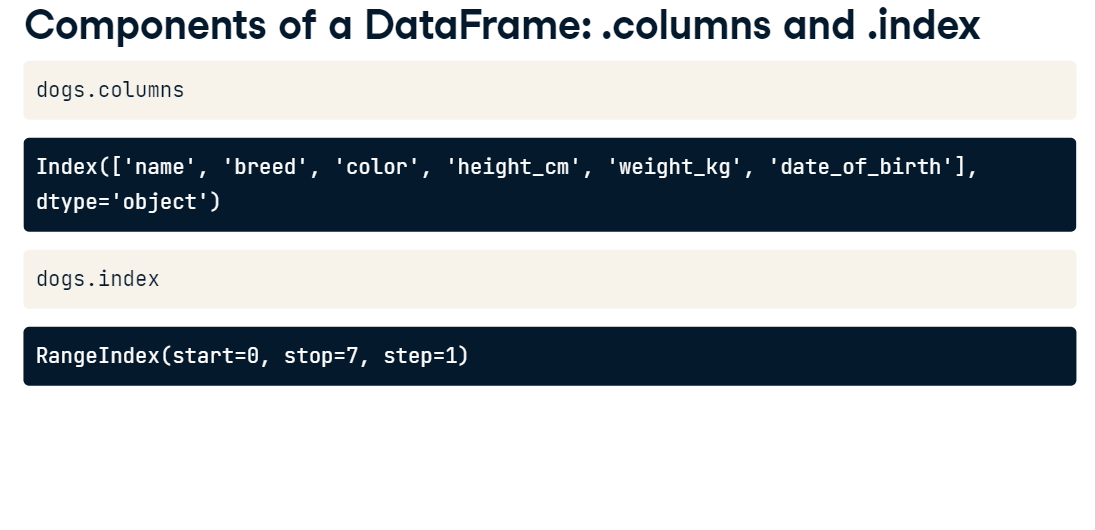 Components of a DataFrame: .columns and .index
dogs.columns
Index(['name', 'breed', 'color', 'height_cm', 'weight_kg', 'date_of_birth'],
dtype='object')
dogs.index
RangeIndex(start=0, stop=7, step=1)